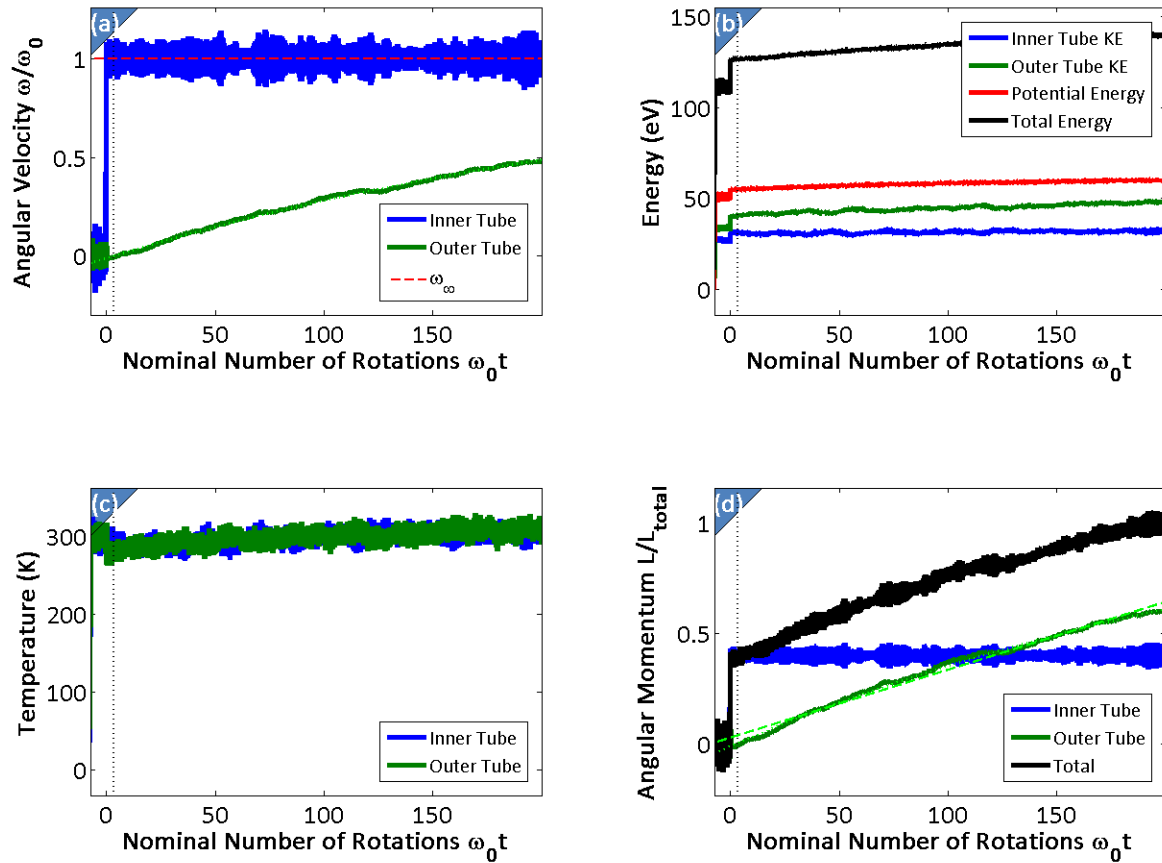 (a)
Angular Velocity ω/ω0
1
0.5
0
Inner Tube
Outer Tube
ω∞
0 50 100 150
Nominal Number of Rotations ω0t
(b)
Energy (eV)
150
100
50
0
Inner Tube KE
Outer Tube KE
Potential Energy
Total Energy
0 50 100 150
Nominal Number of Rotations ω0t
(c)
Temperature (K)
300
200
100
0
Inner Tube
Outer Tube
0 50 100 150
Nominal Number of Rotations ω0t
(d)
Angular Momentum L/Ltotal
1
0.5
0
Inner Tube
Outer Tube
Total
0 50 100 150
Nominal Number of Rotations ω0t